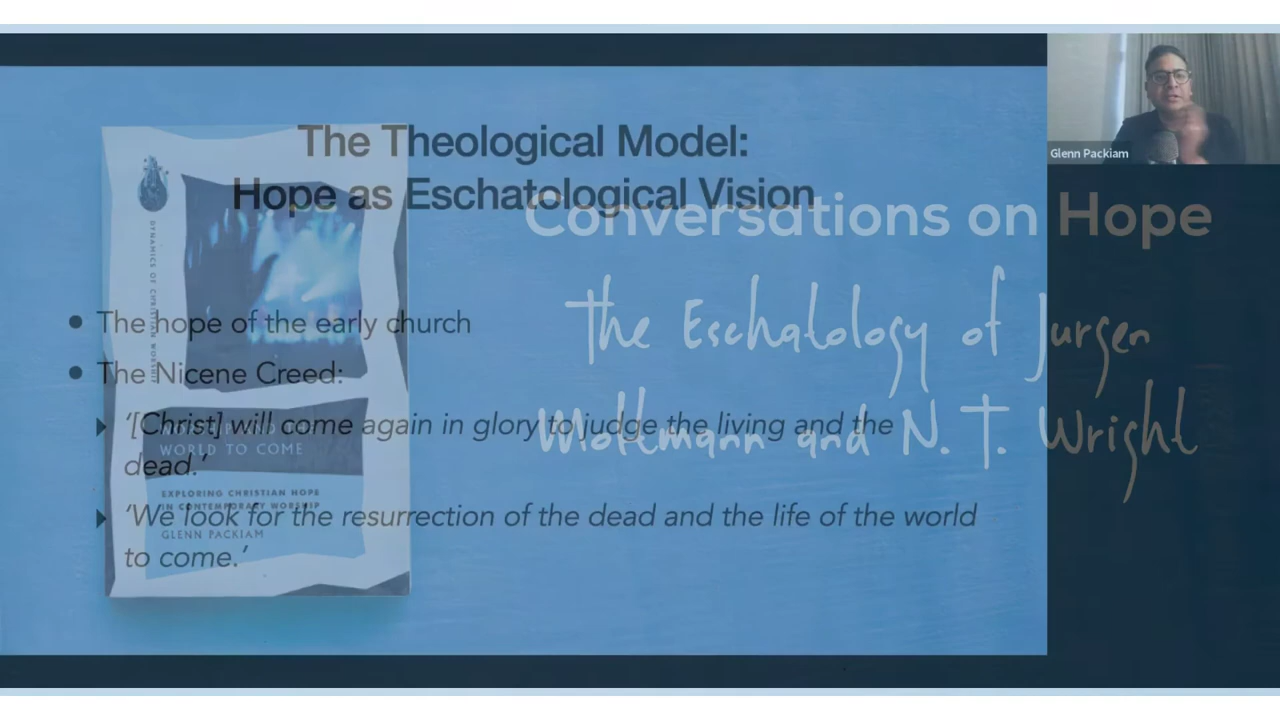 Glenn Packiam
The Theological Model:
Hope as Eschatological Vision
Conversations on Hope
The Eschatology of Jurgen
Moltmann and N. T. Wright
• The hope of the early church
• The Nicene Creed:
‘[Christ] will come again in glory to judge the living and the
dead.’
‘We look for the resurrection of the dead and the life of the world
to come.’
DYNAMICS OF CHRISTIAN WORSHIP
WORLD TO COME
EXPLORING CHRISTIAN HOPE
IN CONTEMPORARY WORSHIP
GLENN PACKIAM